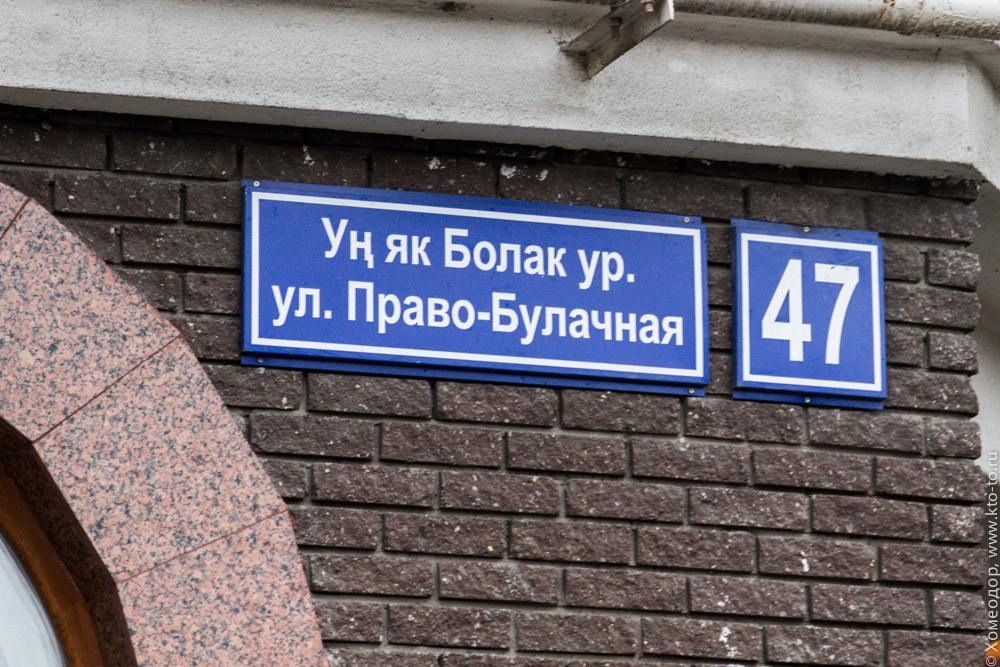 Уң як Болак ур.
ул. Право-Булачная
47
© Хомеодор, www.kto-to.ru